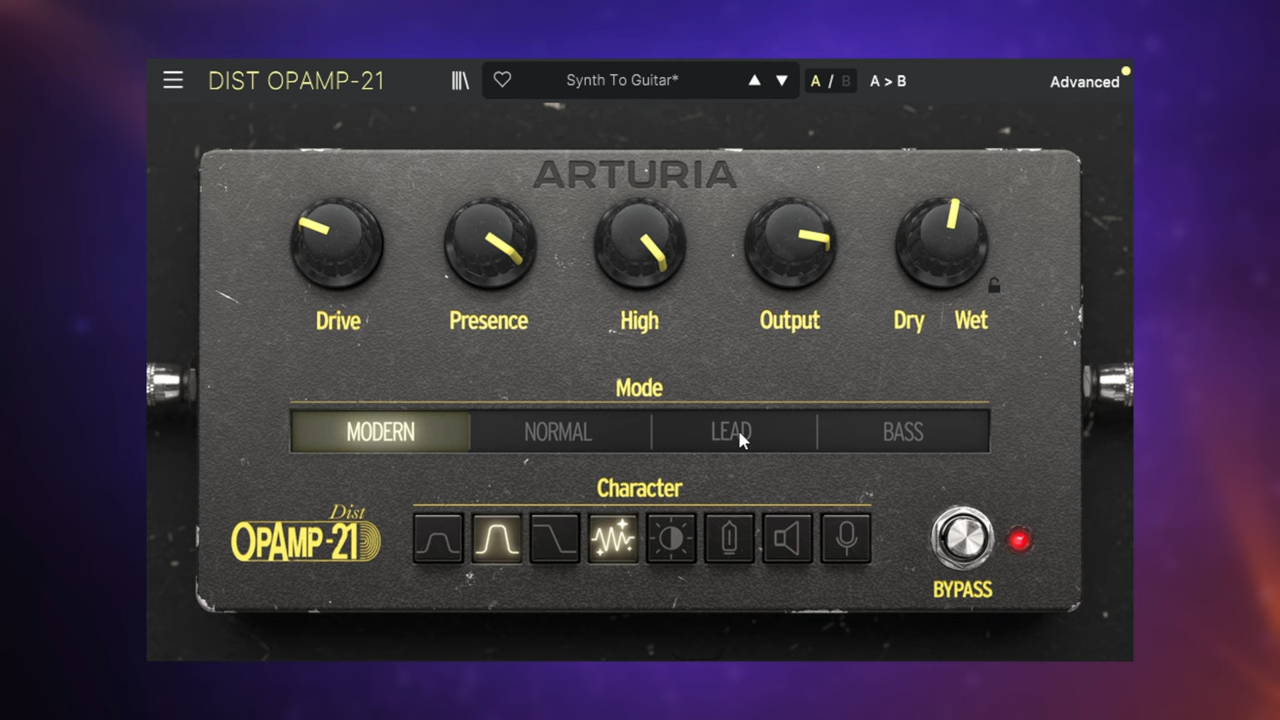 DIST OPAMP-21
Synth To Guitar*
A / B
A > B
Advanced
ARTURIA
Drive
Presence
High
Output
Dry
Wet
Mode
MODERN
NORMAL
LEAD
BASS
Character
Dist
OPAMP-21
BYPASS